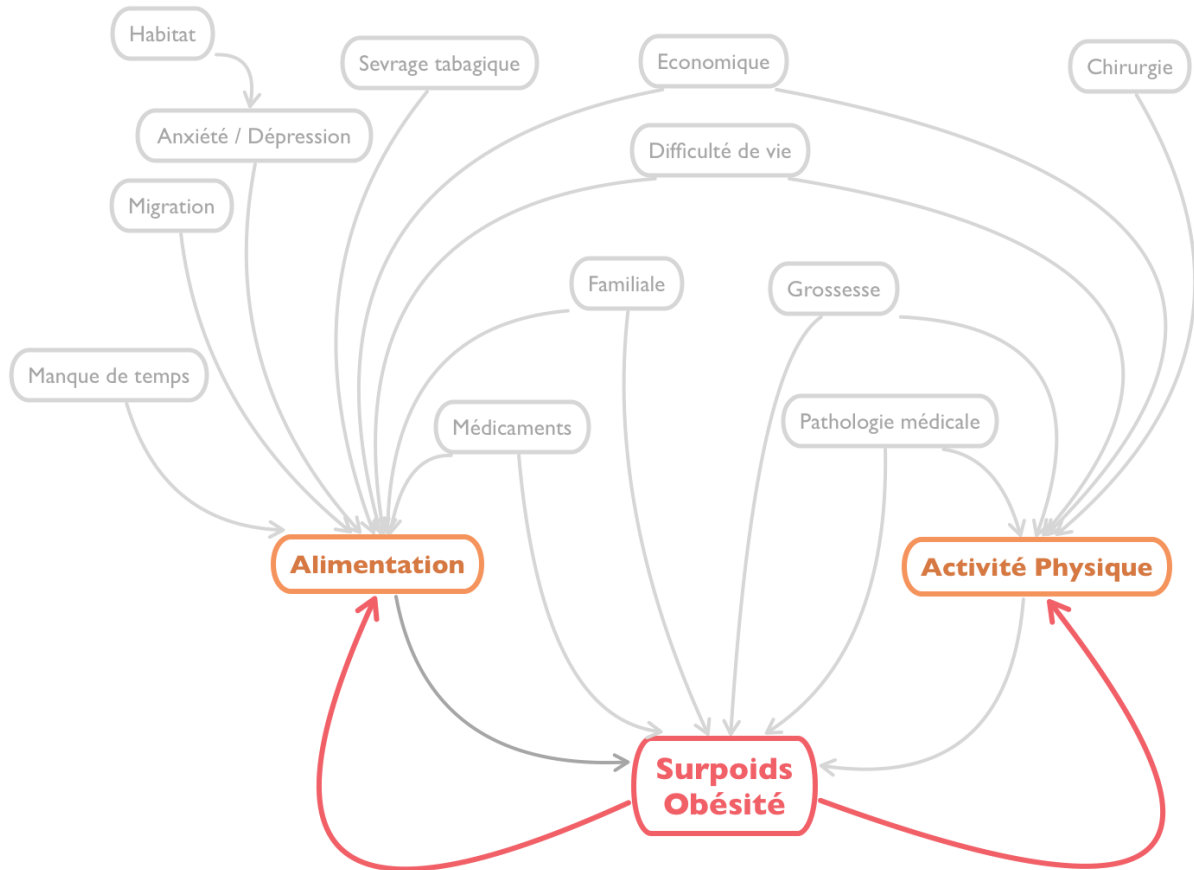 Habitat
Sevrage tabagique
Economique
Chirurgie
Anxiété / Dépression
Difficulté de vie
Migration
Familiale
Grossesse
Manque de temps
Médicaments
Pathologie médicale
Alimentation
Activité Physique
Surpoids
Obésité